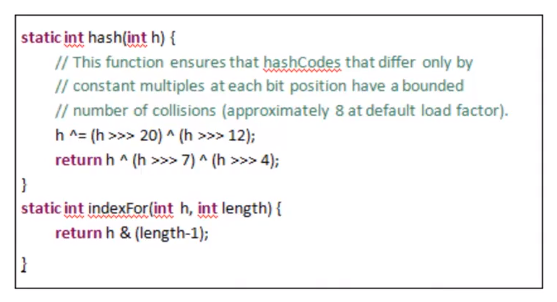 static int hash(int h) {
// This function ensures that hashCodes that differ only by
// constant multiples at each bit position have a bounded
// number of collisions (approximately 8 at default load factor).
h ^= (h >>> 20) ^ (h >>> 12);
return h ^ (h >>> 7) ^ (h >>> 4);
}
static int indexFor(int h, int length) {
return h & (length-1);
}